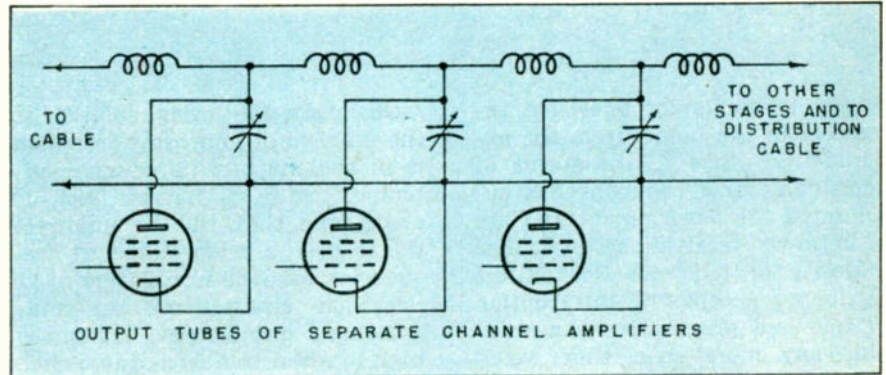 TO
CABLE
TO OTHER
STAGES AND TO
DISTRIBUTION
CABLE
OUTPUT TUBES OF SEPARATE CHANNEL AMPLIFIERS